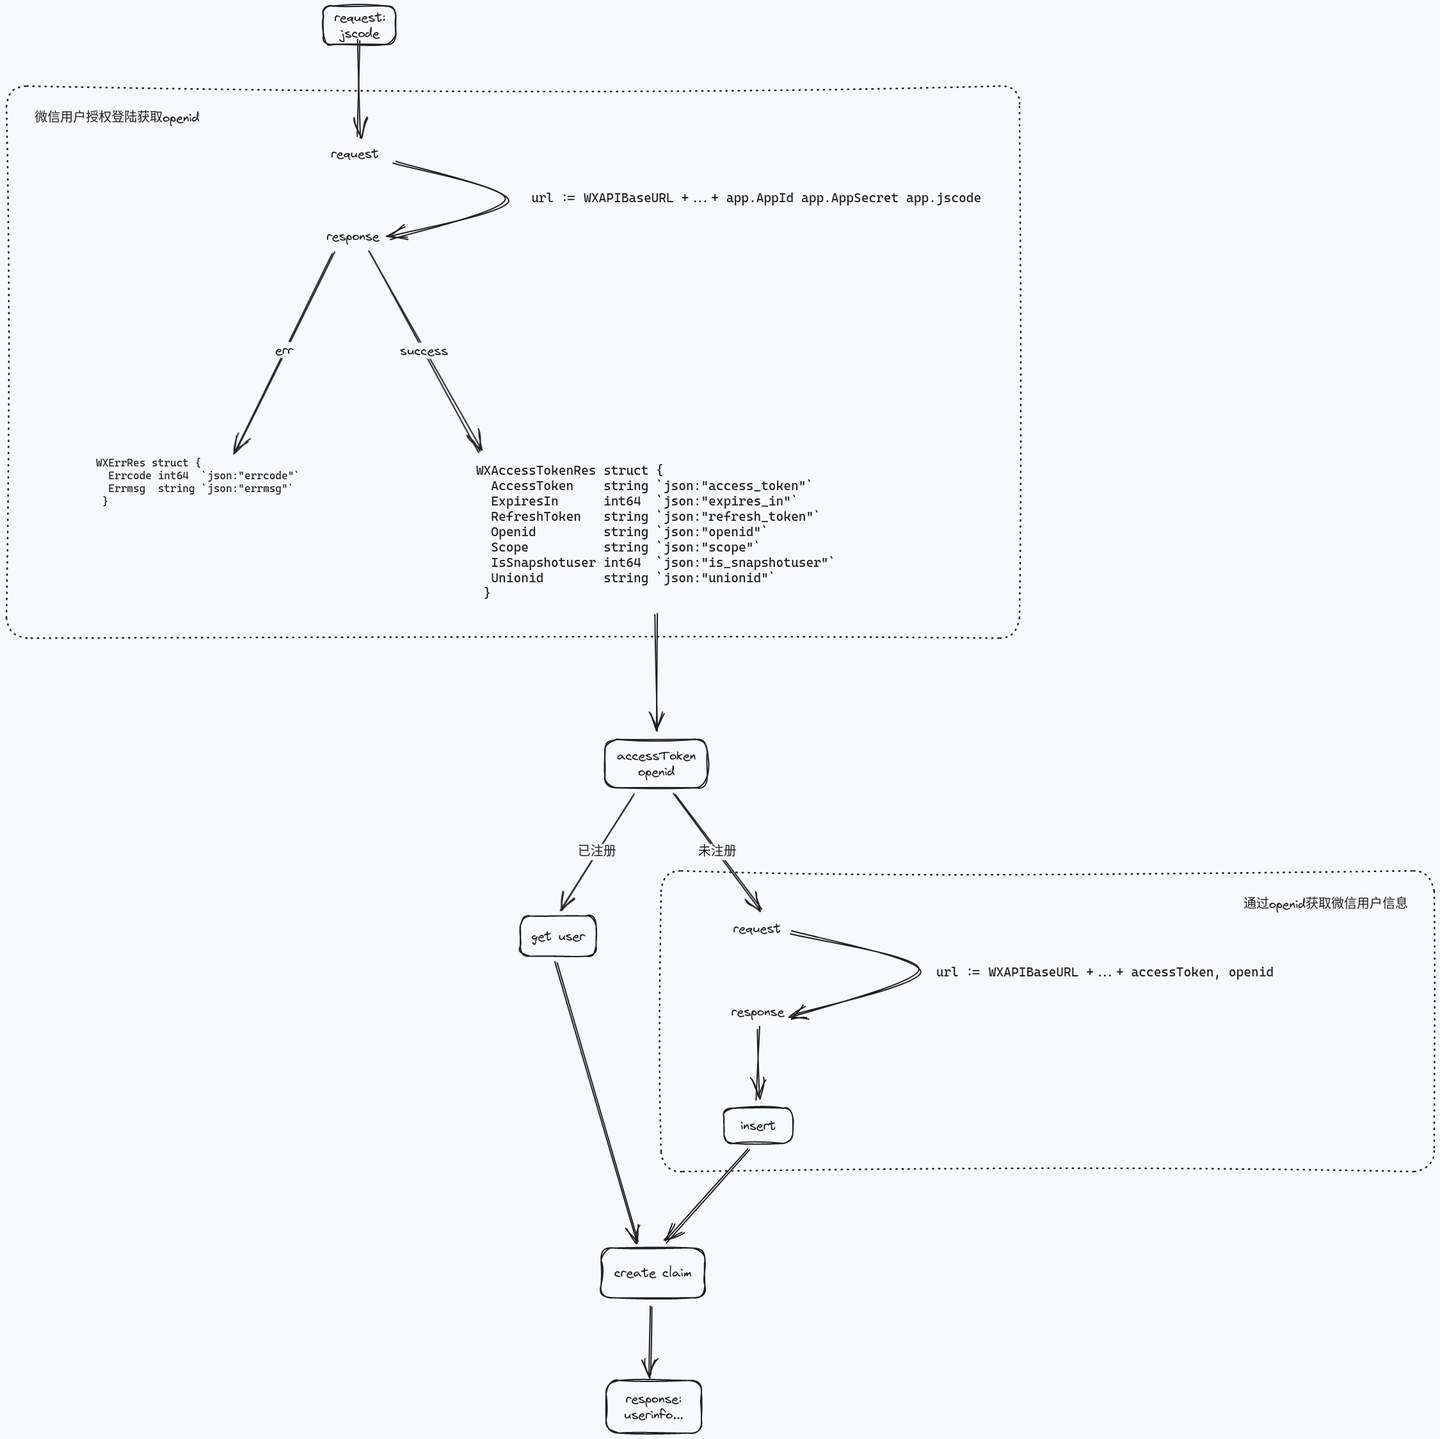 request:
jscode
微信用户授权登陆获取openid
request
url := WXAPIBaseURL +...+ app.AppId app.AppSecret app.jscode
response
err
success
WXErrRes struct {
Errcode int64 `json:"errcode"`
Errmsg string `json:"errmsg"`
}
WXAccessTokenRes struct {
AccessToken string `json:"access_token"`
ExpiresIn int64 `json:"expires_in"`
RefreshToken string `json:"refresh_token"`
Openid string `json:"openid"`
Scope string `json:"scope"`
IsSnapshotuser int64 `json:"is_snapshotuser"`
Unionid string `json:"unionid"`
}
accessToken
openid
已注册
未注册
通过openid获取微信用户信息
get user
request
url := WXAPIBaseURL +...+ accessToken, openid
response
insert
create claim
response:
userinfo...